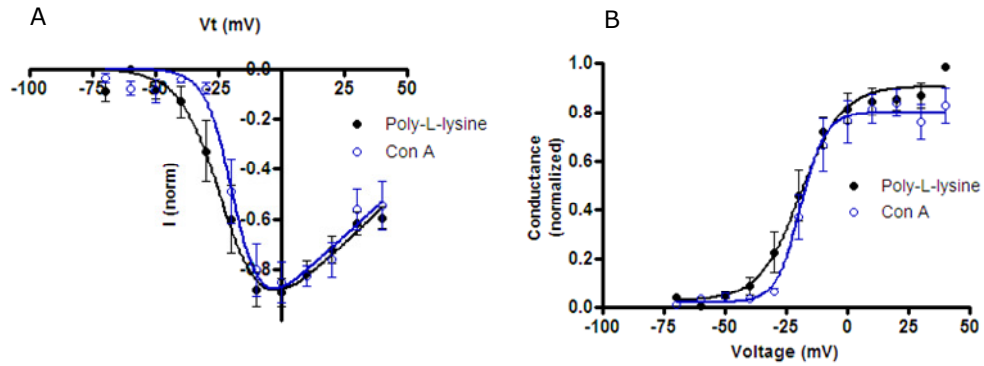 A
Vt (mV)
-100 -75 -50 -25 0.0 25 50
-0.2
-0.4
-0.6
-0.8
I (norm)
Poly-L-lysine
Con A
B
1.0
0.8
0.6
0.4
0.2
0.0
Conductance
(normalized)
Poly-L-lysine
Con A
-100 -75 -50 -25 0 25 50
Voltage (mV)